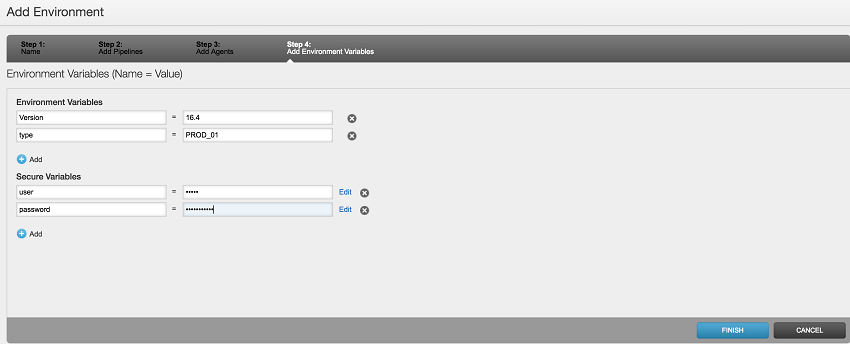 Add Environment
Step 1: Step 2: Step 3: Step 4:
Name Add Pipelines Add Agents Add Environment Variables
Environment Variables (Name = Value)
Environment Variables
Version = 16.4
type = PROD_01
Add
Secure Variables
user = ••••• Edit
password = ••••••••••• Edit
Add
FINISH CANCEL